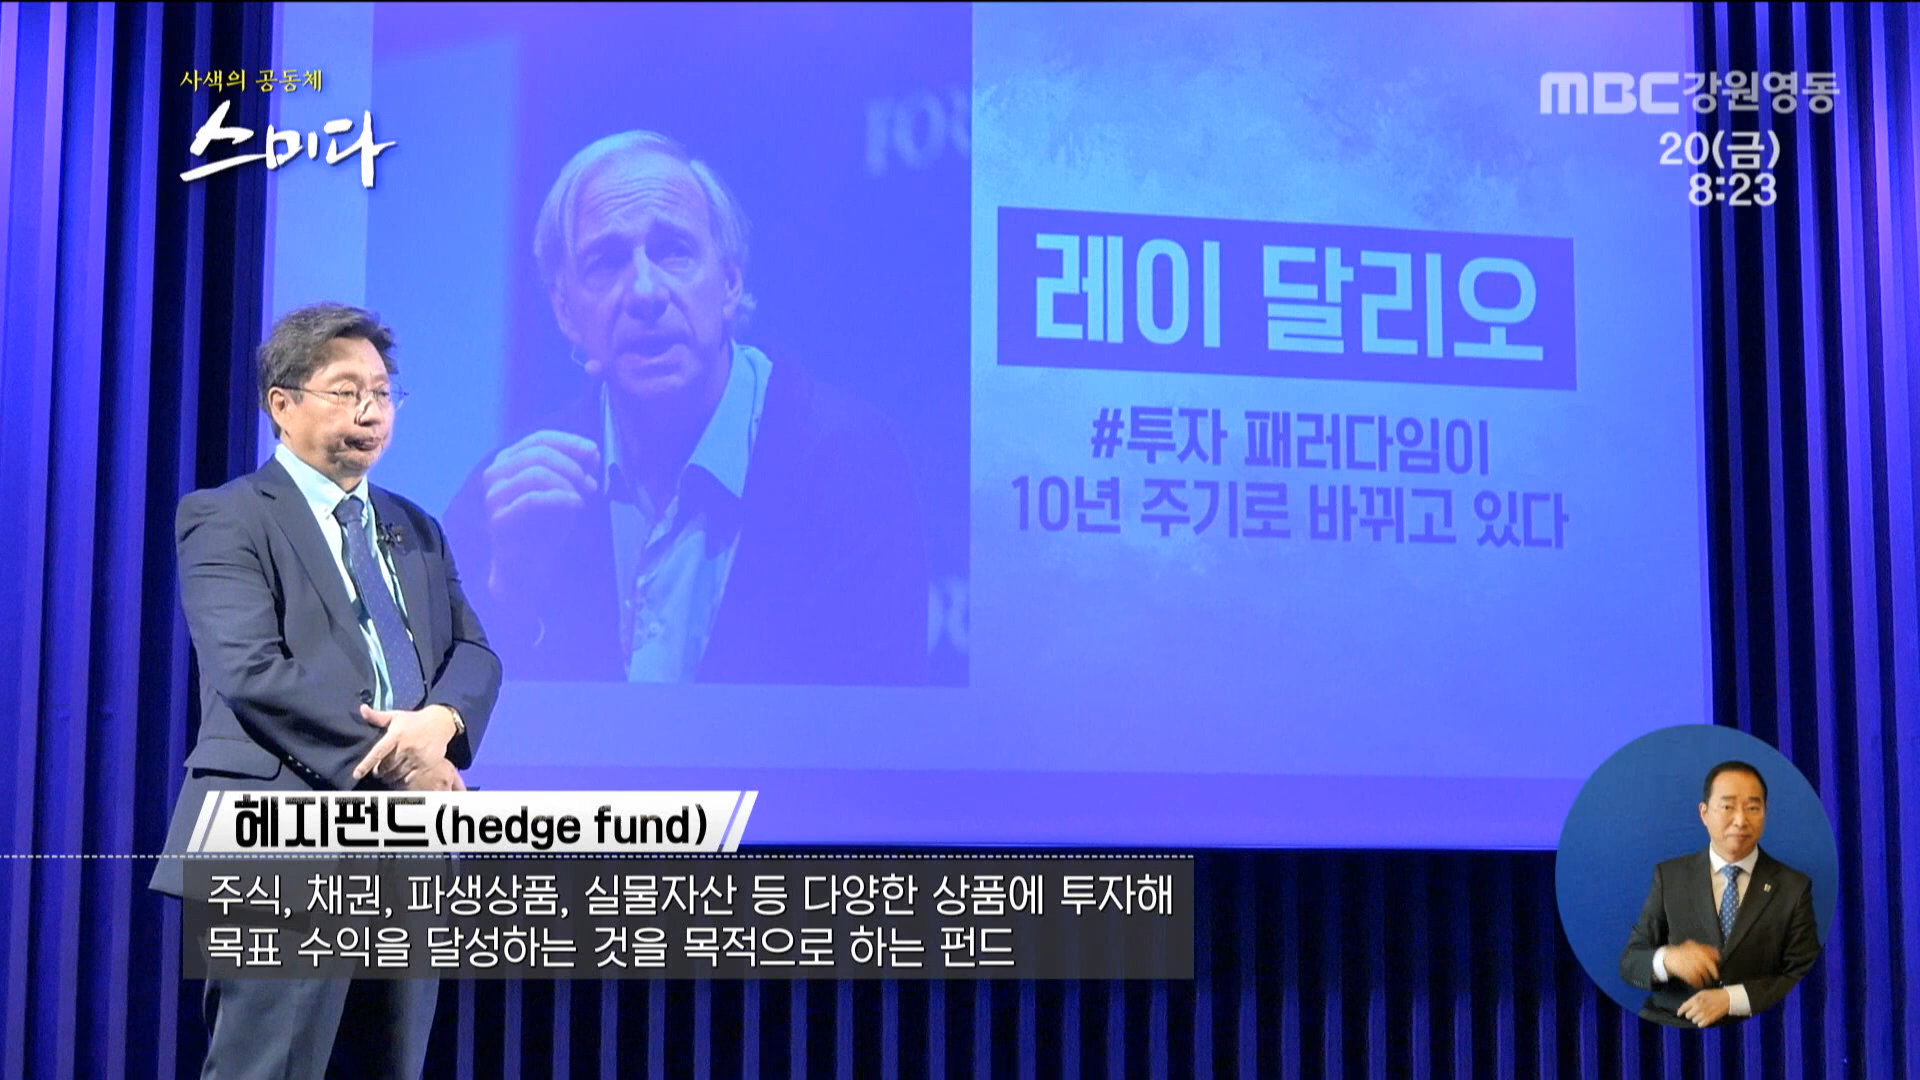 사색의 공동체
스미다
MBC강원영동
20(금)
8:23
레이 달리오
#투자 패러다임이
10년 주기로 바뀌고 있다
헤지펀드(hedge fund)
주식, 채권, 파생상품, 실물자산 등 다양한 상품에 투자해
목표 수익을 달성하는 것을 목적으로 하는 펀드